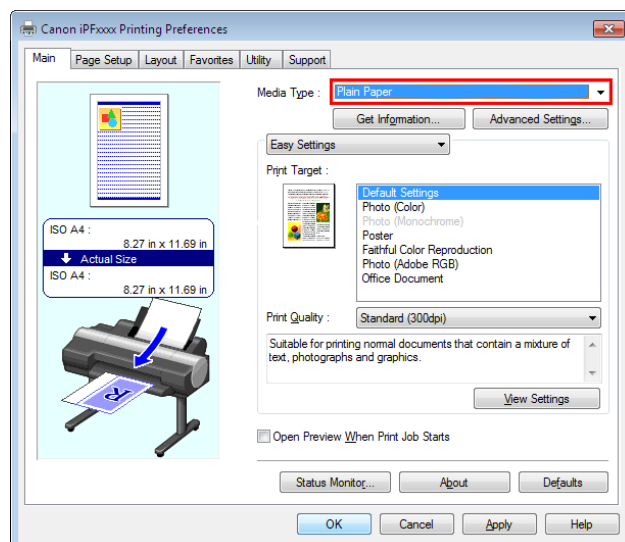 Canon iPFxxxx Printing Preferences
Main Page Setup Layout Favorites Utility Support
Media Type : Plain Paper
Get Information... Advanced Settings...
Easy Settings
Print Target :
Default Settings
Photo (Color)
Photo (Monochrome)
Poster
Faithful Color Reproduction
Photo (Adobe RGB)
Office Document
ISO A4 :
8.27 in x 11.69 in
Actual Size
ISO A4 :
8.27 in x 11.69 in
R
Print Quality : Standard (300dpi)
Suitable for printing normal documents that contain a mixture of
text, photographs and graphics.
View Settings
Open Preview When Print Job Starts
Status Monitor... About Defaults
OK Cancel Apply Help